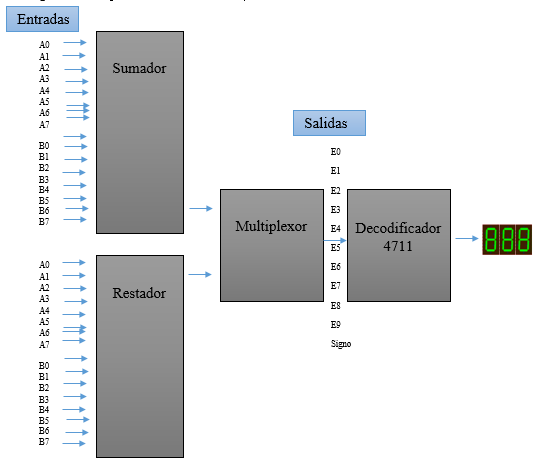 Entradas
A0
A1
A2
A3
A4
A5
A6
A7
B0
B1
B2
B3
B4
B5
B6
B7
Sumador
A0
A1
A2
A3
A4
A5
A6
A7
B0
B1
B2
B3
B4
B5
B6
B7
Restador
Multiplexor
Salidas
E0
E1
E2
E3
E4
E5
E6
E7
E8
E9
Signo
Decodificador
4711
888